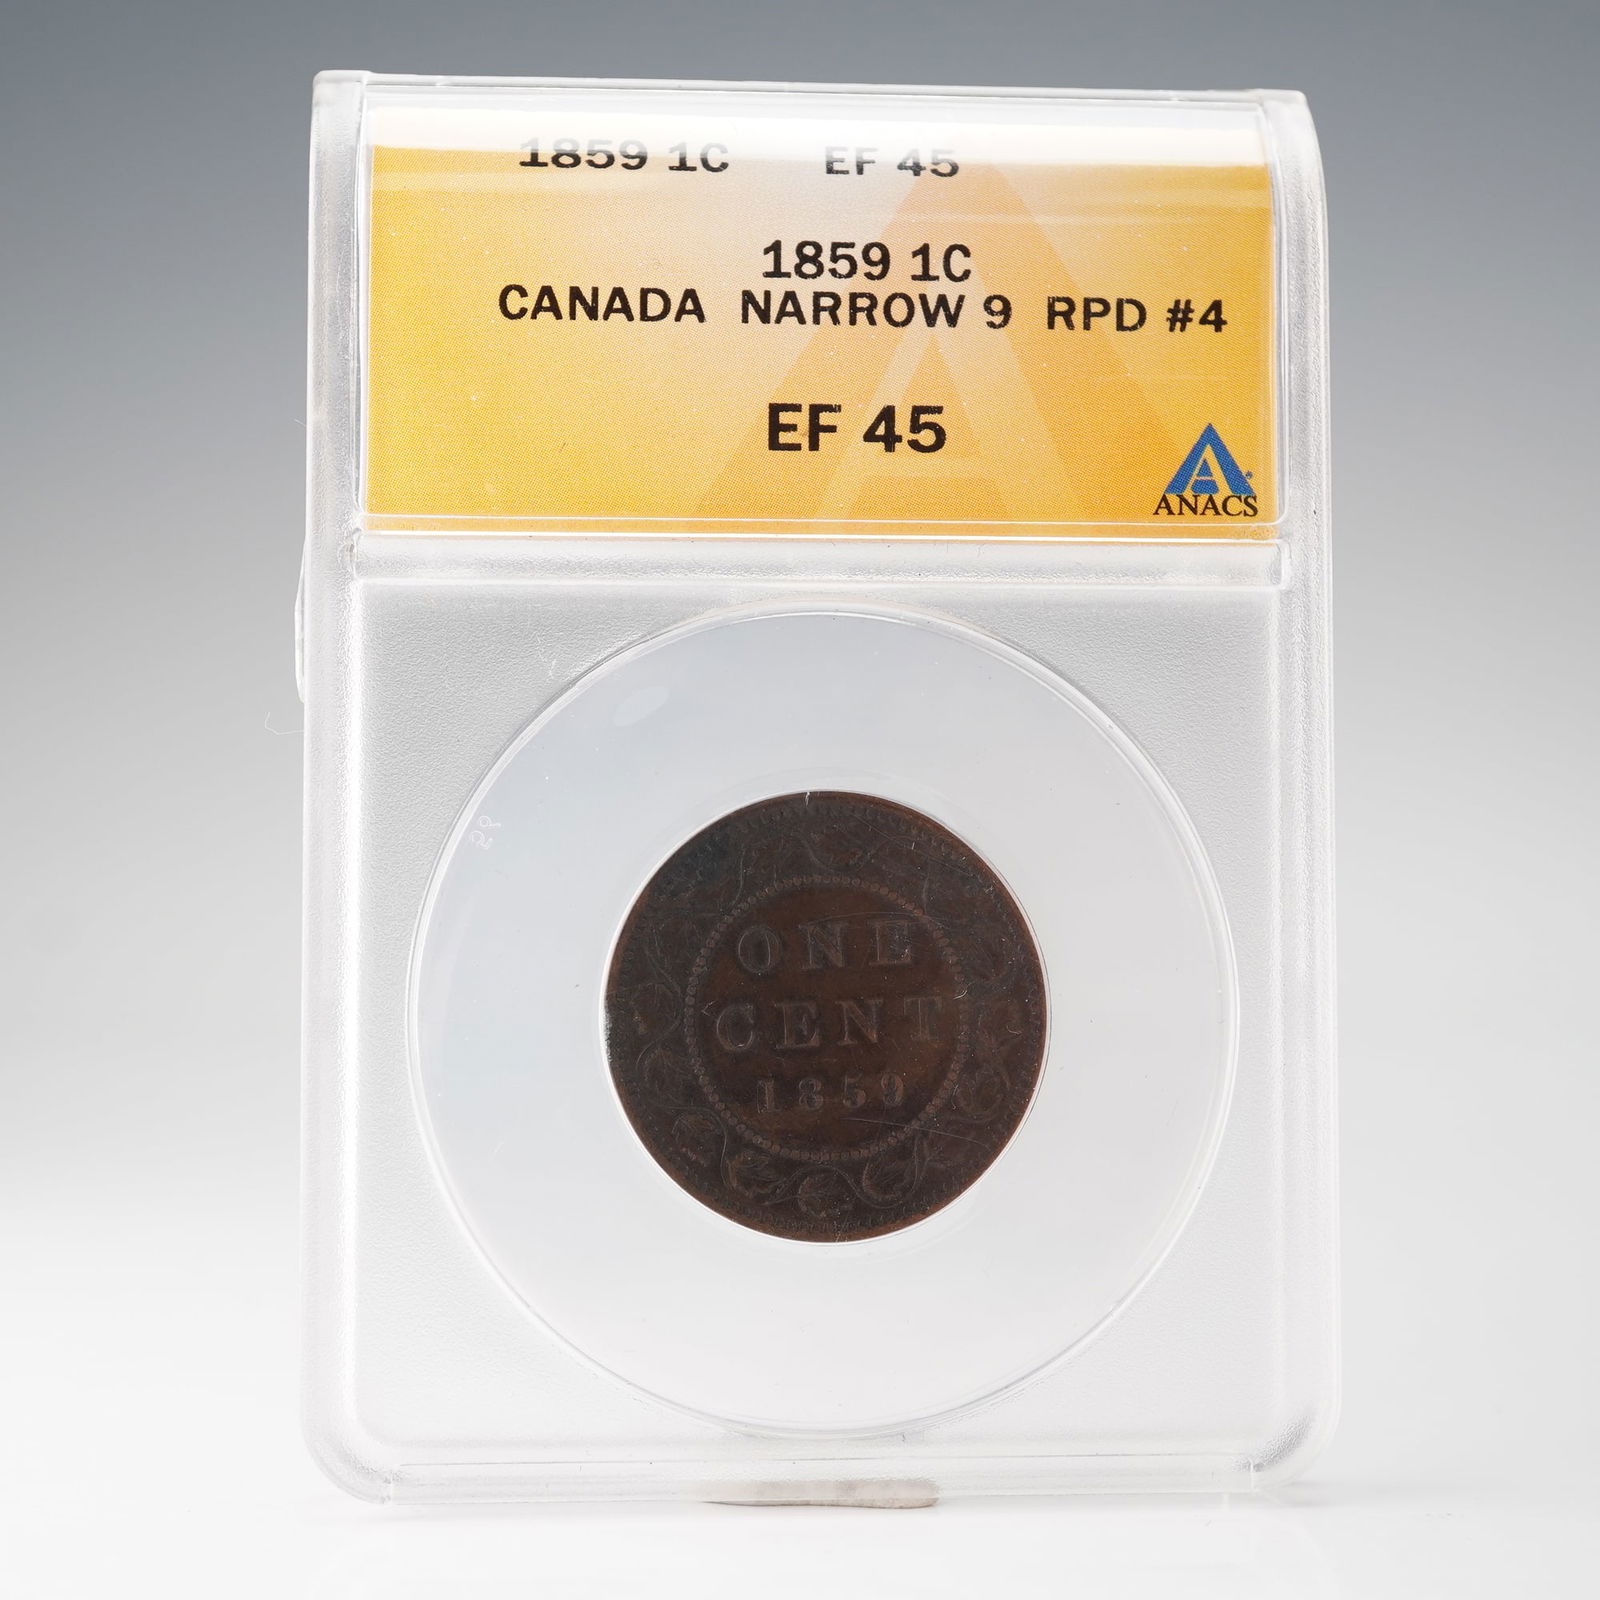 1859 1C EF 45
1859 1C
CANADA NARROW 9 RPD #4
EF 45
A
ANACS
ONE
CENT
1859